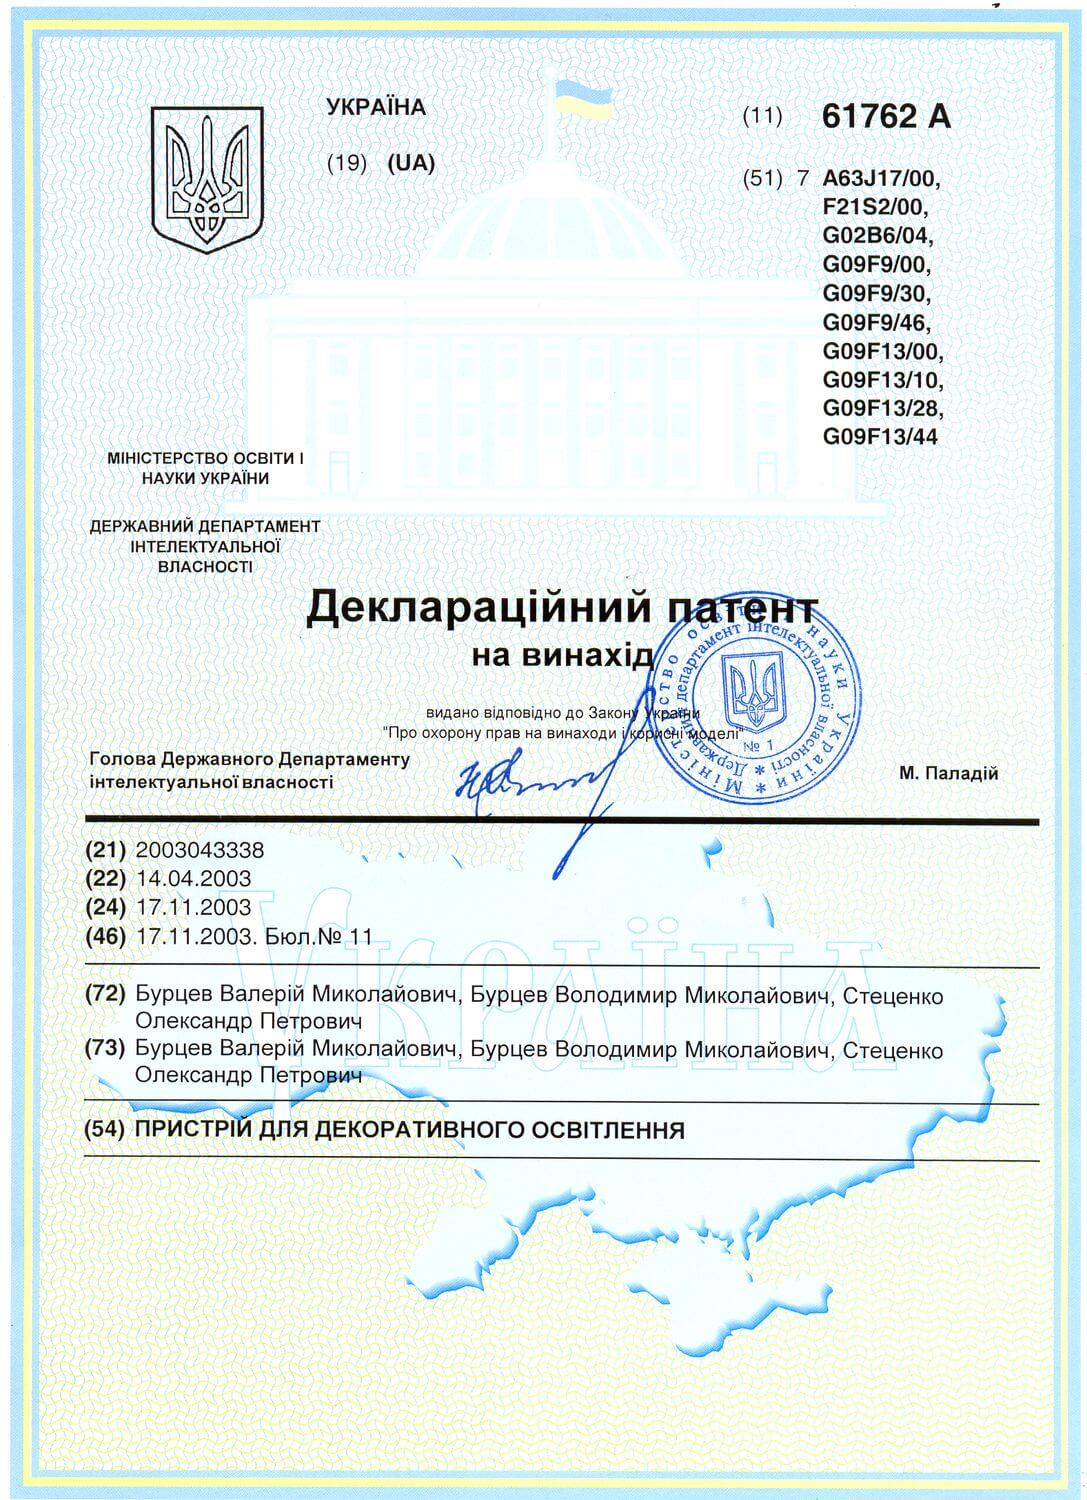 УКРАЇНА
(19) (UA)
(11) 61762 A
(51) 7 A63J17/00,
F21S2/00,
G02B6/04,
G09F9/00,
G09F9/30,
G09F9/46,
G09F13/00,
G09F13/10,
G09F13/28,
G09F13/44
МІНІСТЕРСТВО ОСВІТИ І
НАУКИ УКРАЇНИ
ДЕРЖАВНИЙ ДЕПАРТАМЕНТ
ІНТЕЛЕКТУАЛЬНОЇ
ВЛАСНОСТІ
Деклараційний патент
на винахід
видано відповідно до Закону України
"Про охорону прав на винаходи і корисні моделі"
Міністерство освіти і науки України *
Державний департамент інтелектуальної власності *
№ 1
Голова Державного Департаменту
інтелектуальної власності
М. Паладій
(21) 2003043338
(22) 14.04.2003
(24) 17.11.2003
(46) 17.11.2003. Бюл.№ 11
Україна
(72) Бурцев Валерій Миколайович, Бурцев Володимир Миколайович, Стеценко
Олександр Петрович
(73) Бурцев Валерій Миколайович, Бурцев Володимир Миколайович, Стеценко
Олександр Петрович
(54) ПРИСТРІЙ ДЛЯ ДЕКОРАТИВНОГО ОСВІТЛЕННЯ